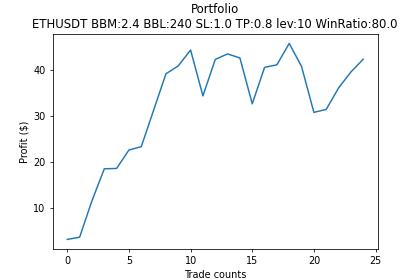 Portfolio
ETHUSDT BBM:2.4 BBL:240 SL:1.0 TP:0.8 lev:10 WinRatio:80.0
40
30
20
10
Profit ($)
0 5 10 15 20 25
Trade counts